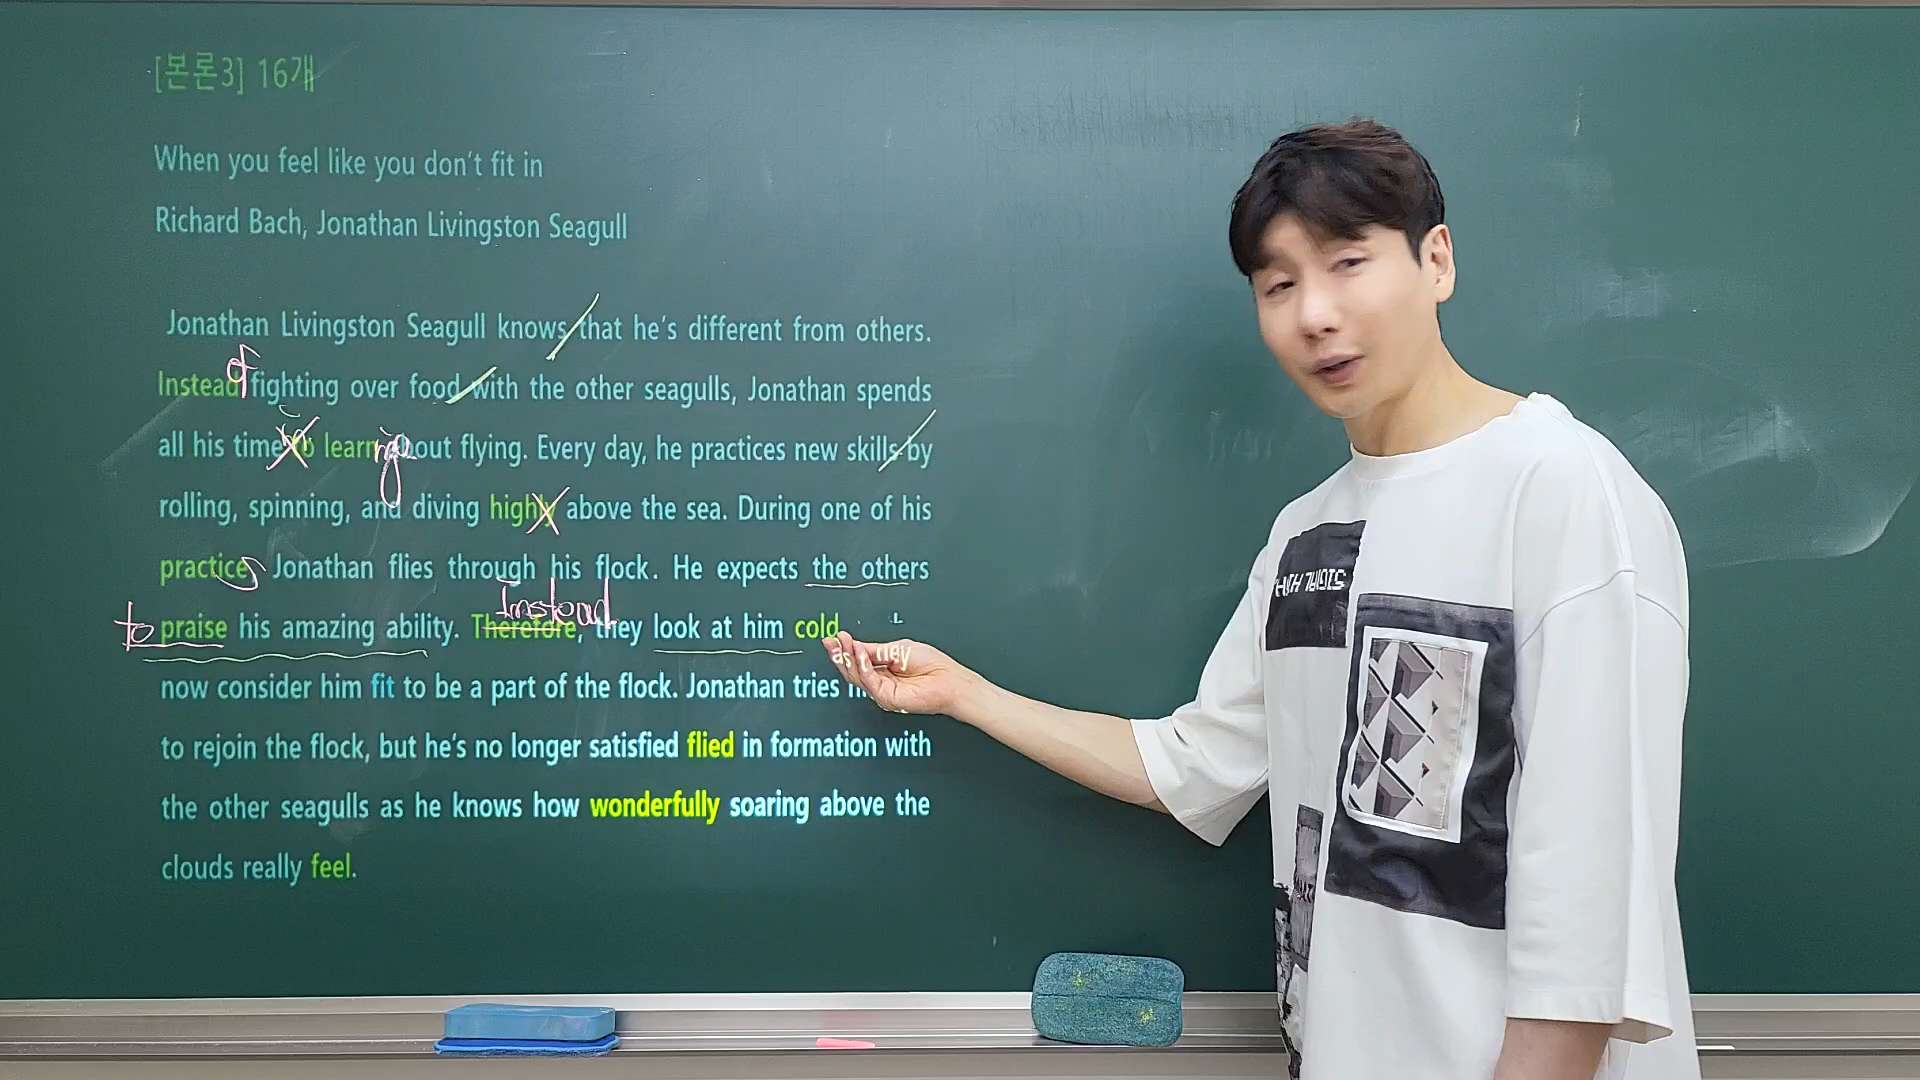 [본론3] 16개
When you feel like you don't fit in
Richard Bach, Jonathan Livingston Seagull
Jonathan Livingston Seagull knows that he's different from others.
of
Instead fighting over food with the other seagulls, Jonathan spends
all his time to learn about flying. Every day, he practices new skills by
ing
rolling, spinning, and diving highly above the sea. During one of his
practice, Jonathan flies through his flock. He expects the others
Instead
to praise his amazing ability. Therefore, they look at him cold
as they
now consider him fit to be a part of the flock. Jonathan tries
to rejoin the flock, but he's no longer satisfied flied in formation with
the other seagulls as he knows how wonderfully soaring above the
clouds really feel.